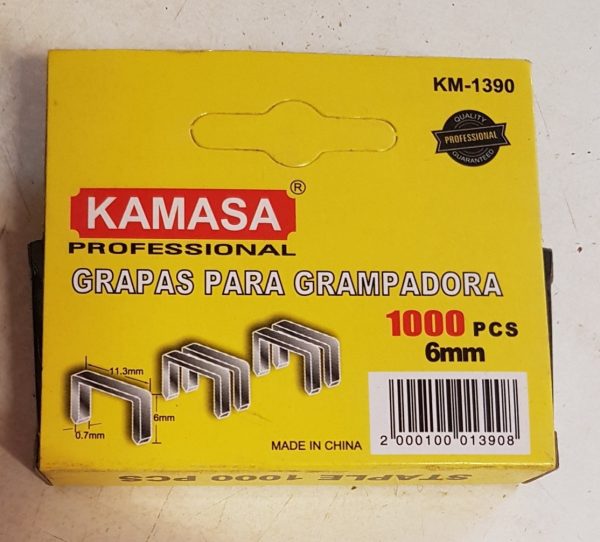 KM-1390
QUALITY
PROFESSIONAL
GUARANTEED
KAMASA®
PROFESSIONAL
GRAPAS PARA GRAMPADORA
1000 PCS
6mm
11.3mm
6mm
0.7mm
MADE IN CHINA
2 000100 013908
STAPLE 1000 PCS